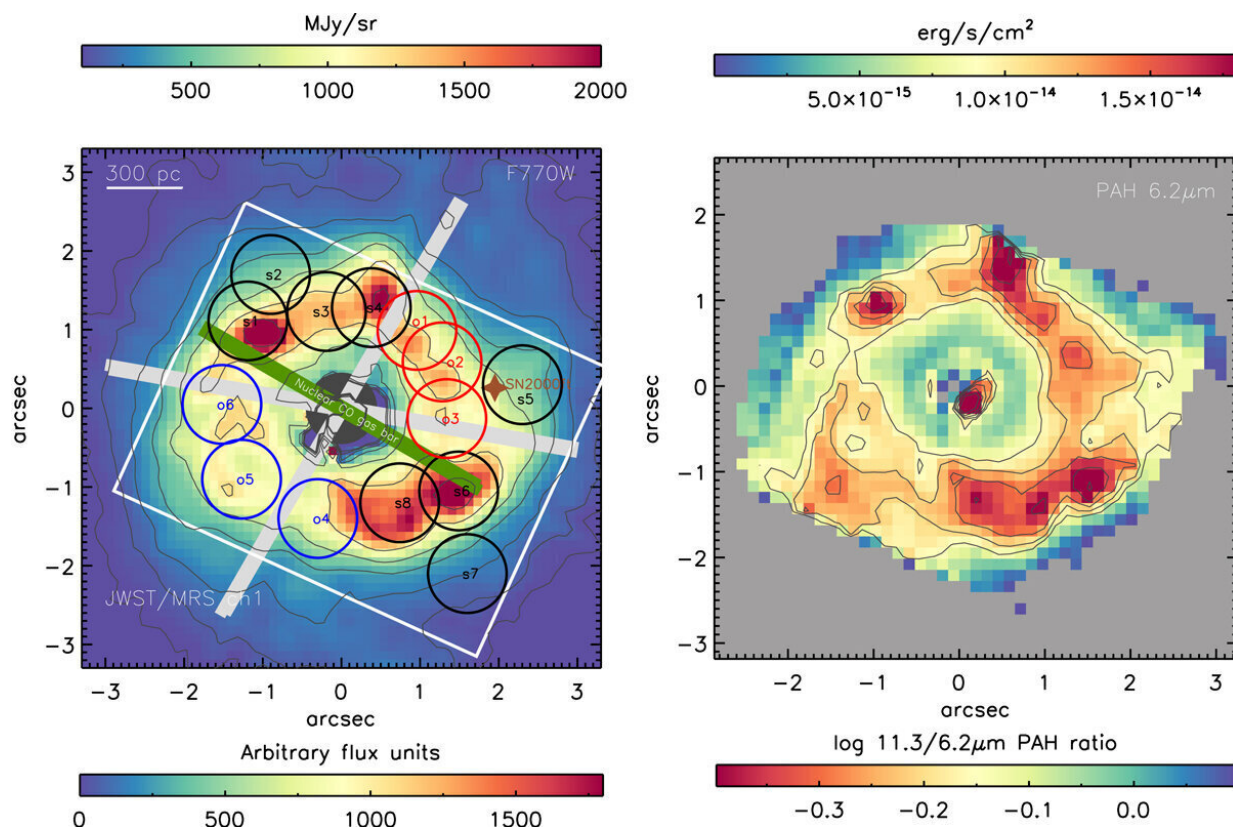 MJy/sr
500 1000 1500 2000
300 pc F770W
s2
s3 s4
s1 o1
o2
SN2000
s5
o6 o3
Nuclear CO gas bar
o5 s6
s8
o4
s7
JWST/MRS ch1
3
2
1
0
−1
−2
−3
arcsec
−3 −2 −1 0 1 2 3
arcsec
Arbitrary flux units
0 500 1000 1500
erg/s/cm²
5.0×10⁻¹⁵ 1.0×10⁻¹⁴ 1.5×10⁻¹⁴
PAH 6.2μm
2
1
0
−1
−2
−3
arcsec
−2 −1 0 1 2 3
arcsec
log 11.3/6.2μm PAH ratio
−0.3 −0.2 −0.1 0.0